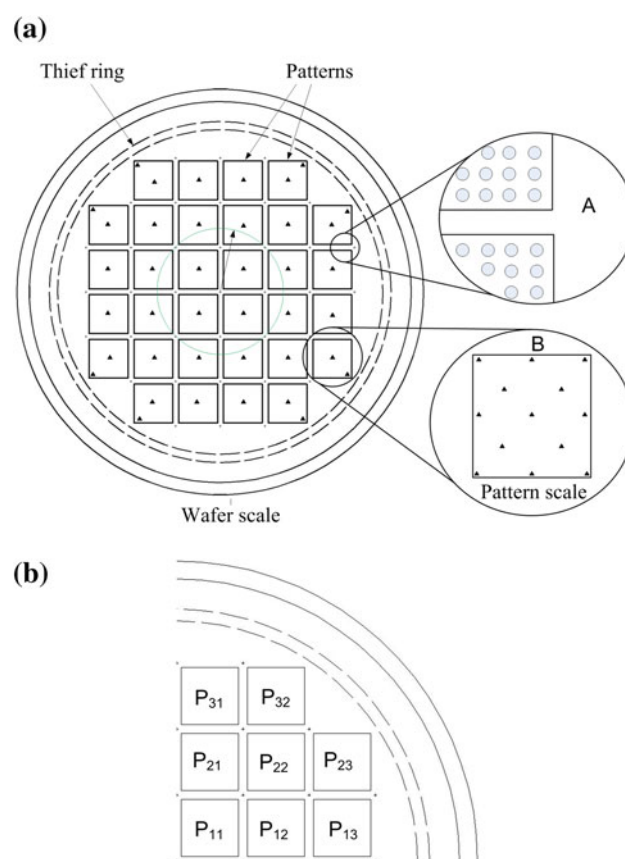 (a)
Thief ring
Patterns
A
B
Pattern scale
Wafer scale
(b)
P31 P32
P21 P22 P23
P11 P12 P13